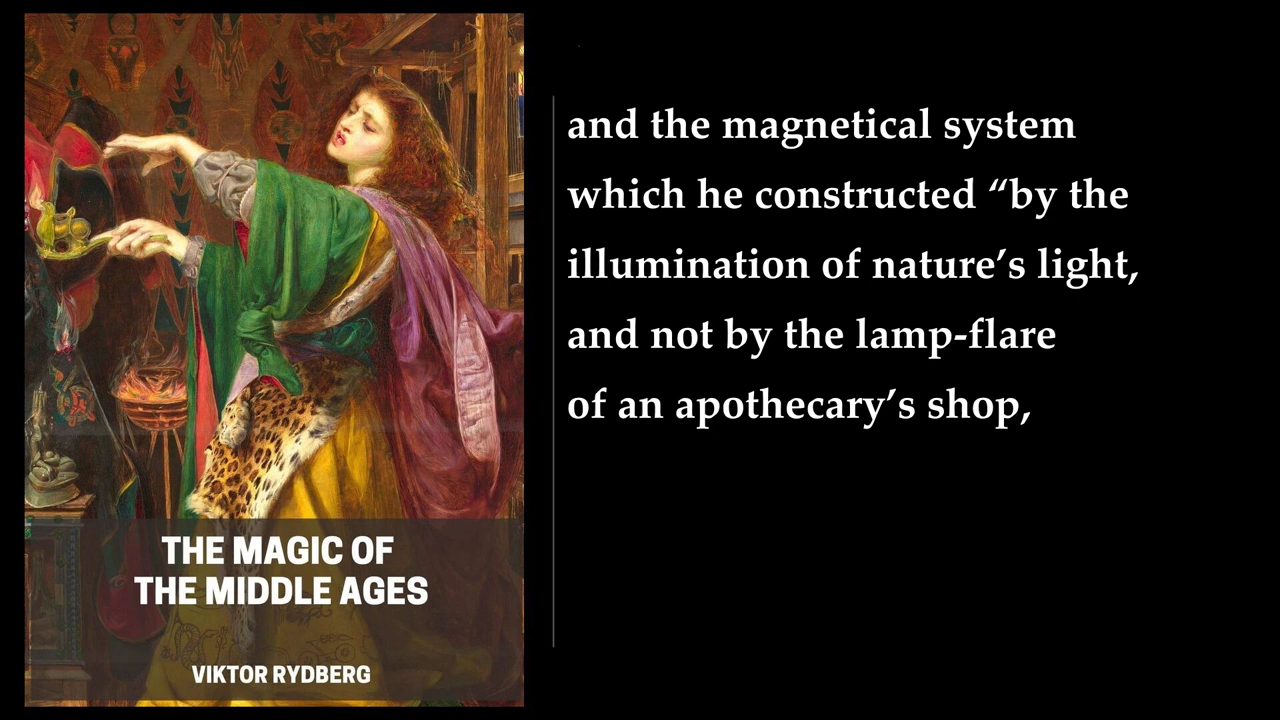 THE MAGIC OF
THE MIDDLE AGES
VIKTOR RYDBERG
and the magnetical system
which he constructed “by the
illumination of nature’s light,
and not by the lamp-flare
of an apothecary’s shop,